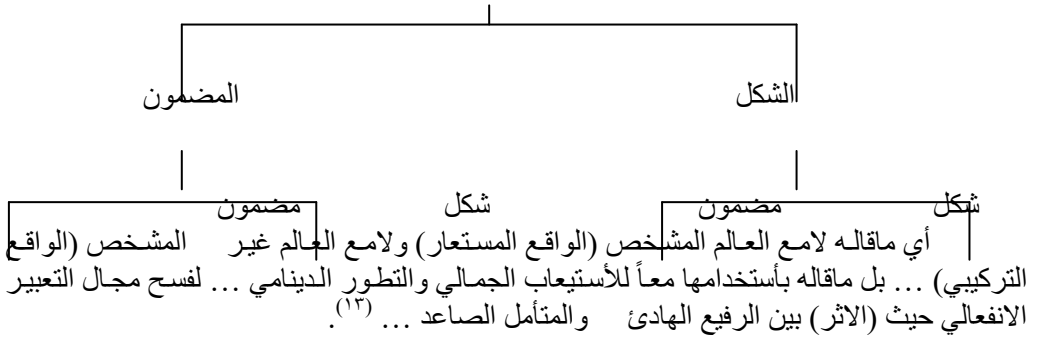 الشكل المضمون
شكل مضمون شكل مضمون
أي ماقاله لامع العالم المشخص (الواقع المستعار) ولامع العالم غير المشخص (الواقع
التركيبي) ... بل ماقاله بأستخدامها معاً للأستيعاب الجمالي والتطور الدينامي ... لفسح مجال التعبير
الانفعالي حيث (الاثر) بين الرفيع الهادئ والمتأمل الصاعد ... (١٣).